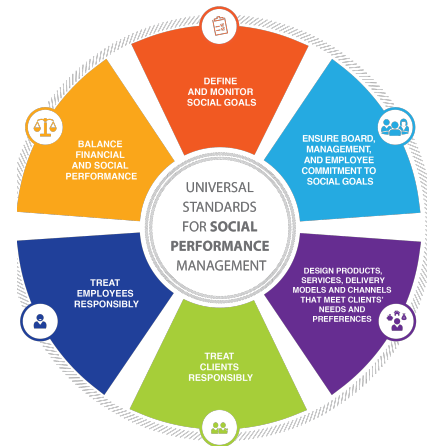 DEFINE
AND MONITOR
SOCIAL GOALS
ENSURE BOARD,
MANAGEMENT,
AND EMPLOYEE
COMMITMENT TO
SOCIAL GOALS
DESIGN PRODUCTS,
SERVICES, DELIVERY
MODELS AND CHANNELS
THAT MEET CLIENTS'
NEEDS AND
PREFERENCES
TREAT
CLIENTS
RESPONSIBLY
TREAT
EMPLOYEES
RESPONSIBLY
BALANCE
FINANCIAL
AND SOCIAL
PERFORMANCE
UNIVERSAL
STANDARDS
FOR SOCIAL
PERFORMANCE
MANAGEMENT